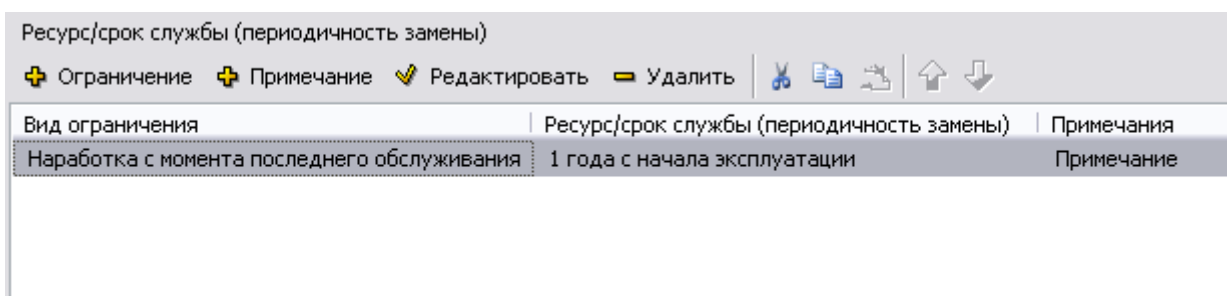 Ресурс/срок службы (периодичность замены)
Ограничение Примечание Редактировать Удалить
Вид ограничения Ресурс/срок службы (периодичность замены) Примечания
Наработка с момента последнего обслуживания 1 года с начала эксплуатации Примечание